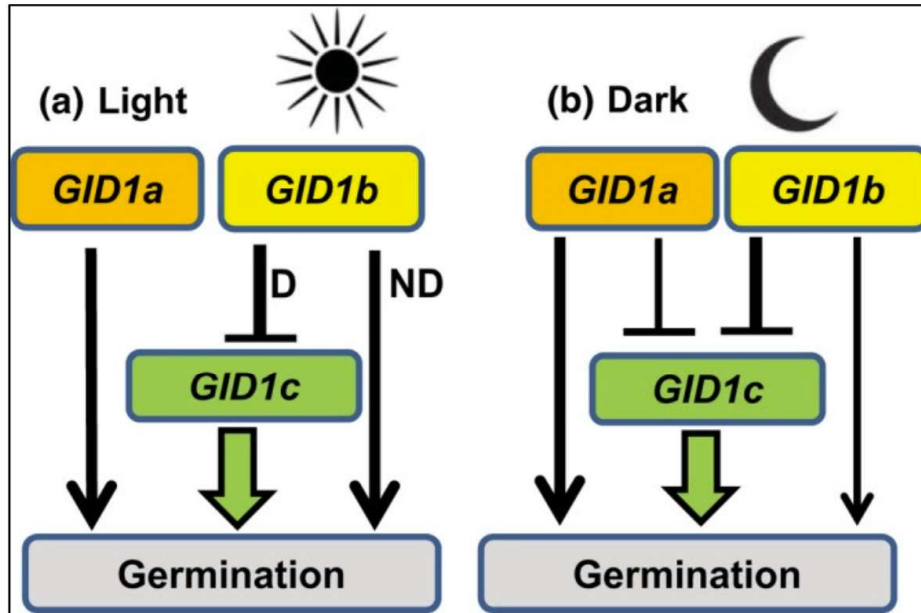 (a) Light
GID1a
GID1b
D
ND
GID1c
Germination
(b) Dark
GID1a
GID1b
GID1c
Germination